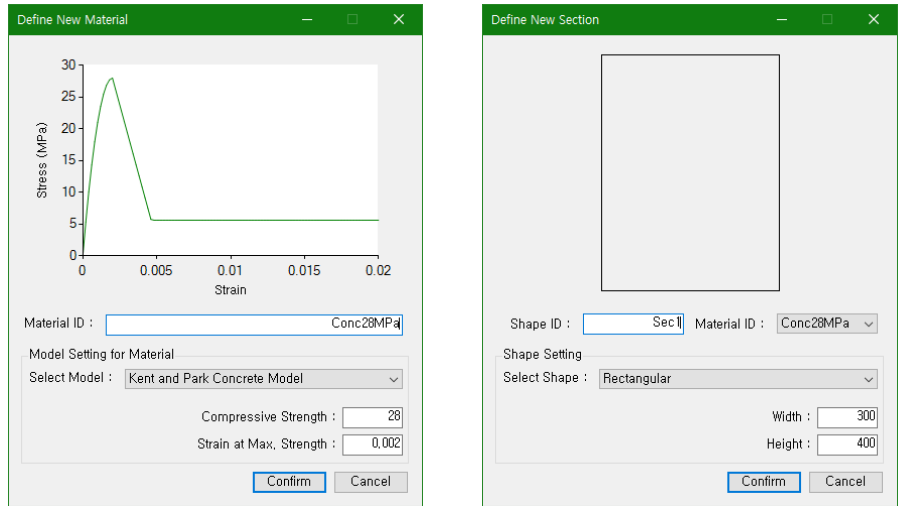 Define New Material
30
25
20
15
10
5
0
Stress (MPa)
0 0.005 0.01 0.015 0.02
Strain
Material ID : Conc28MPa
Model Setting for Material
Select Model : Kent and Park Concrete Model
Compressive Strength : 28
Strain at Max, Strength : 0,002
Confirm Cancel
Define New Section
Shape ID : Sec1 Material ID : Conc28MPa
Shape Setting
Select Shape : Rectangular
Width : 300
Height : 400
Confirm Cancel